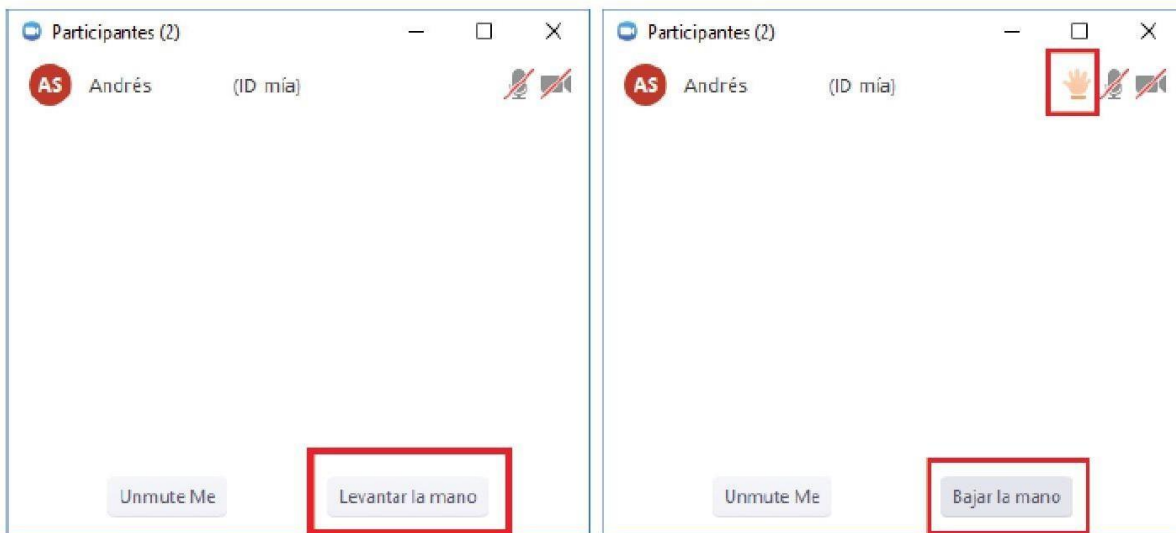 Participantes (2)
AS Andrés (ID mía)
Unmute Me Levantar la mano
Participantes (2)
AS Andrés (ID mía)
Unmute Me Bajar la mano